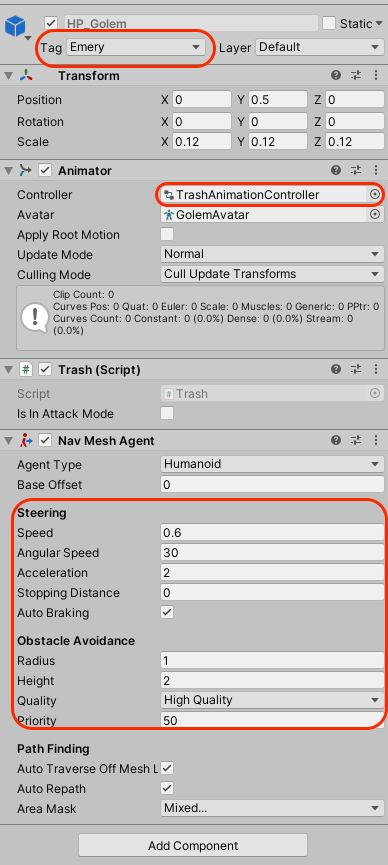 HP_Golem Static
Tag Emery Layer Default
Transform
Position X 0 Y 0.5 Z 0
Rotation X 0 Y 0 Z 0
Scale X 0.12 Y 0.12 Z 0.12
Animator
Controller TrashAnimationController
Avatar GolemAvatar
Apply Root Motion
Update Mode Normal
Culling Mode Cull Update Transforms
Clip Count: 0
Curves Pos: 0 Quat: 0 Euler: 0 Scale: 0 Muscles: 0 Generic: 0 PPtr: 0
Curves Count: 0 Constant: 0 (0.0%) Dense: 0 (0.0%) Stream: 0
(0.0%)
# Trash (Script)
Script # Trash
Is In Attack Mode
Nav Mesh Agent
Agent Type Humanoid
Base Offset 0
Steering
Speed 0.6
Angular Speed 30
Acceleration 2
Stopping Distance 0
Auto Braking
Obstacle Avoidance
Radius 1
Height 2
Quality High Quality
Priority 50
Path Finding
Auto Traverse Off Mesh L
Auto Repath
Area Mask Mixed...
Add Component